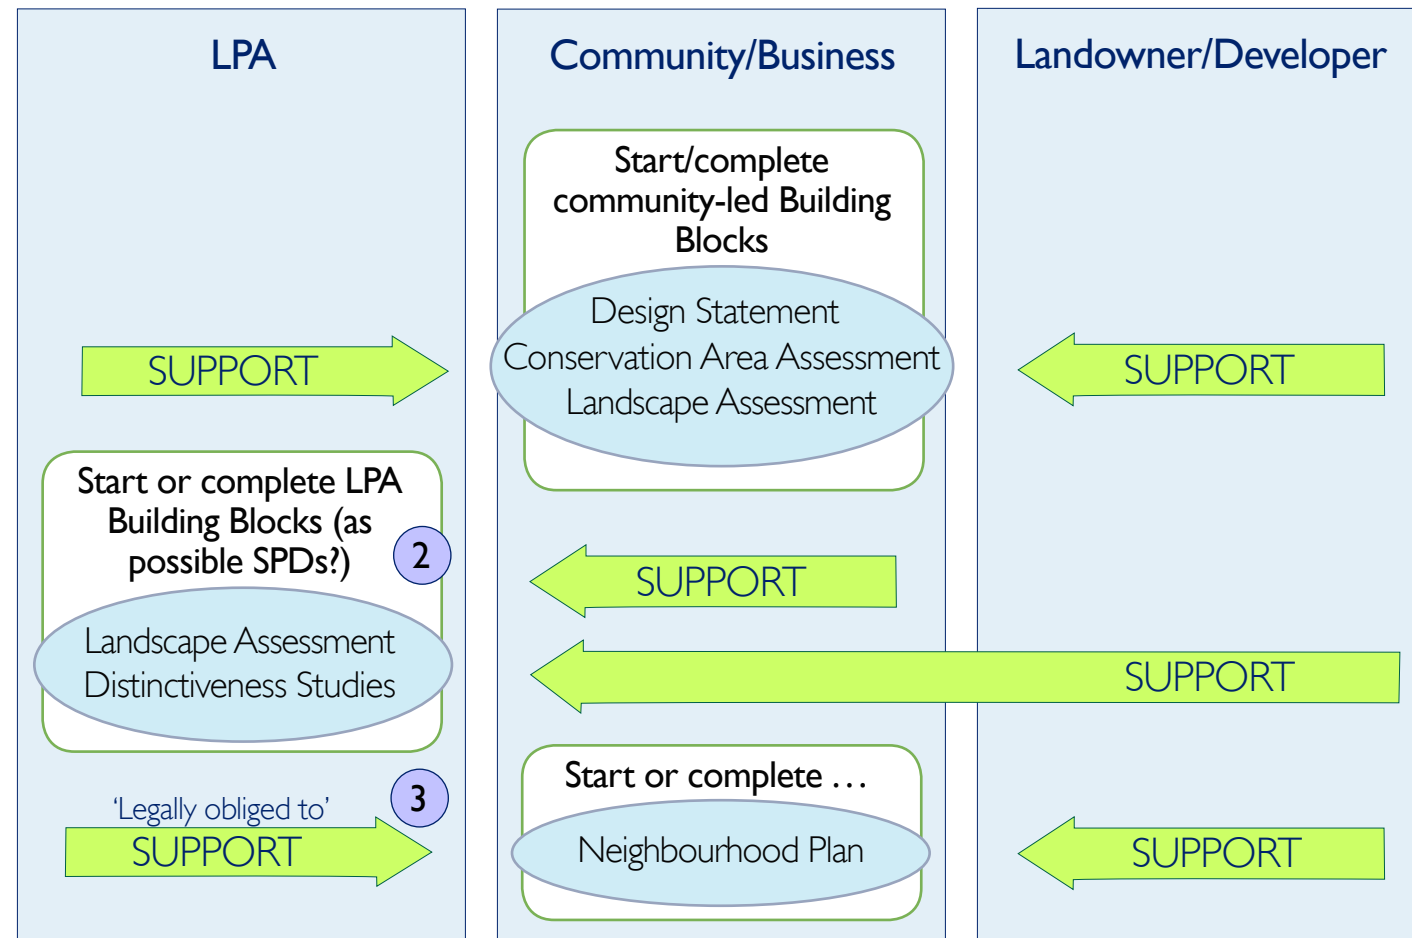 LPA
Community/Business
Landowner/Developer
Start/complete
community-led Building
Blocks
Design Statement
Conservation Area Assessment
Landscape Assessment
SUPPORT
SUPPORT
Start or complete LPA
Building Blocks (as
possible SPDs?)
2
Landscape Assessment
Distinctiveness Studies
SUPPORT
SUPPORT
‘Legally obliged to’
SUPPORT
3
Start or complete …
Neighbourhood Plan
SUPPORT